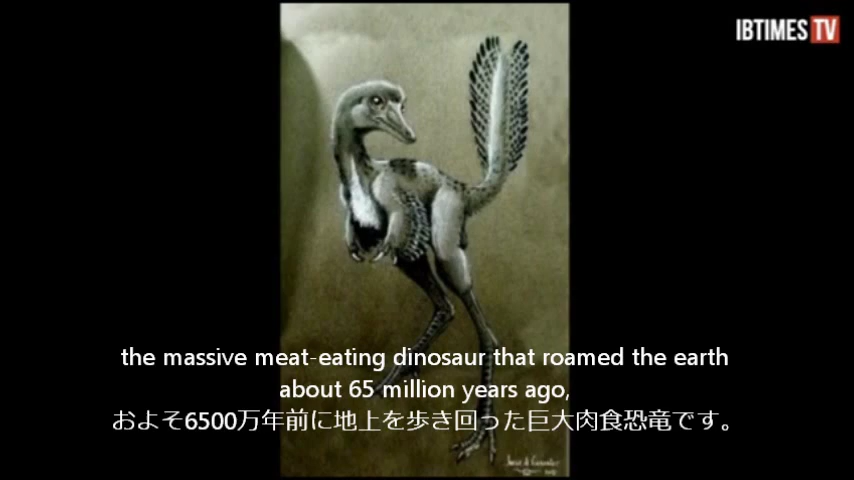 IBTIMES TV
the massive meat-eating dinosaur that roamed the earth
about 65 million years ago,
およそ6500万年前に地上を歩き回った巨大肉食恐竜です。